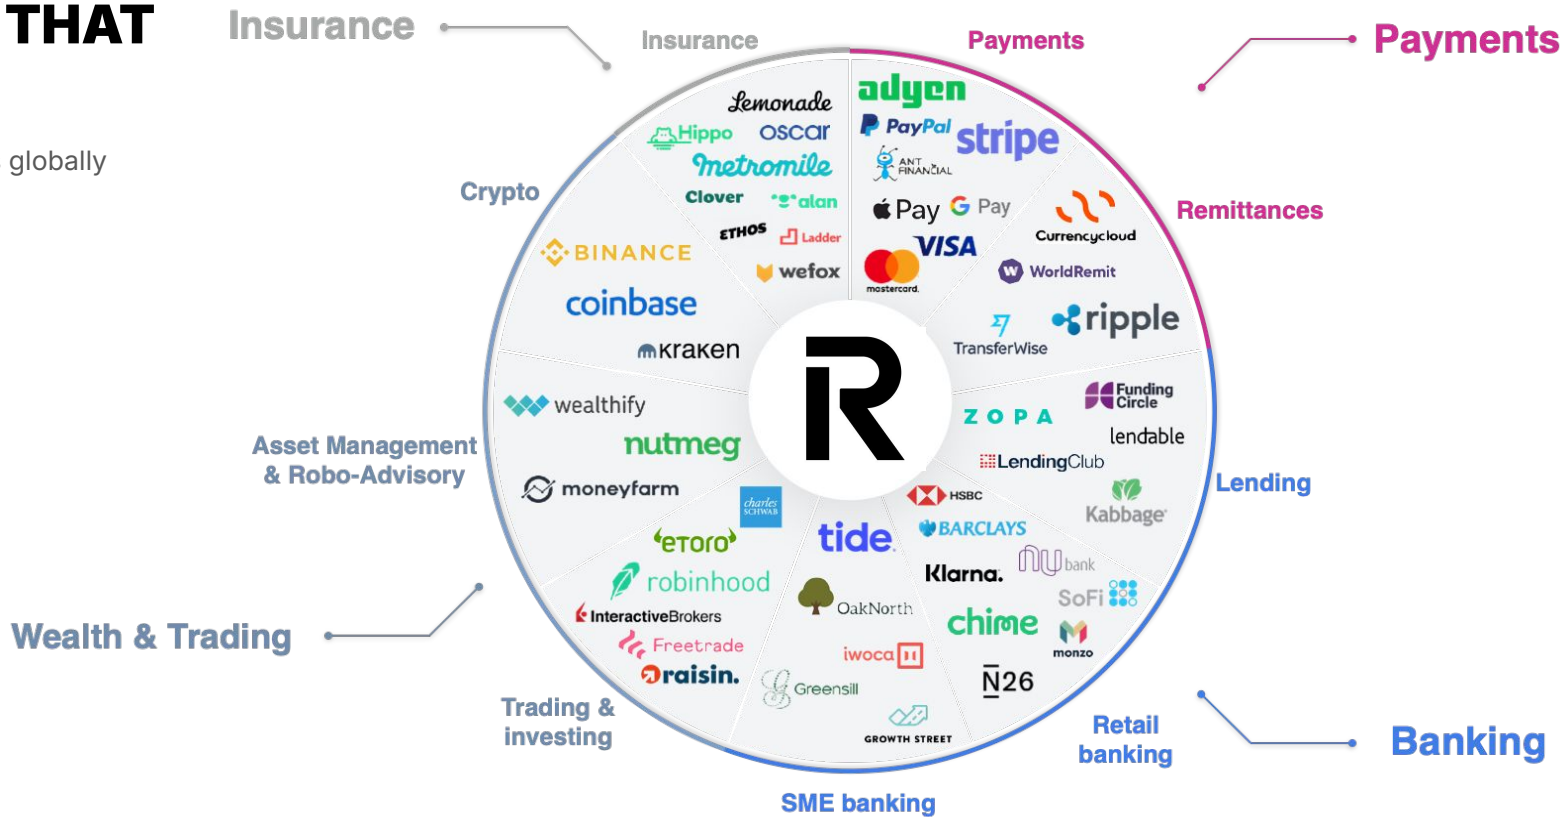 THAT
globally
Insurance
Payments
Banking
Wealth & Trading
Insurance
Lemonade
Hippo
oscar
metromile
Clover
alan
ETHOS
Ladder
wefox
Payments
adyen
PayPal
stripe
ANT
FINANCIAL
Pay
G Pay
VISA
mastercard.
Remittances
Currencycloud
W
WorldRemit
ripple
TransferWise
Lending
Funding
Circle
ZOPA
lendable
LendingClub
Kabbage
Retail
banking
HSBC
BARCLAYS
nu bank
Klarna.
SoFi
chime
monzo
N26
SME banking
tide
OakNorth
iwoca
Greensill
GROWTH STREET
Trading &
investing
charles
SCHWAB
eToro
robinhood
InteractiveBrokers
Freetrade
raisin.
Asset Management
& Robo-Advisory
wealthify
nutmeg
moneyfarm
Crypto
BINANCE
coinbase
kraken
R